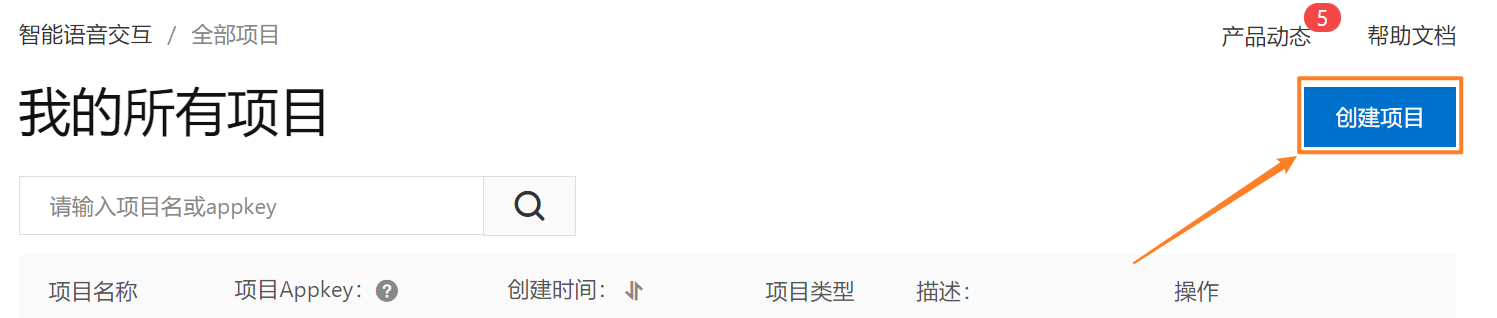 智能语音交互 / 全部项目 产品动态 5 帮助文档
我的所有项目
创建项目
请输入项目名或appkey
项目名称 项目Appkey: ? 创建时间: 项目类型 描述: 操作